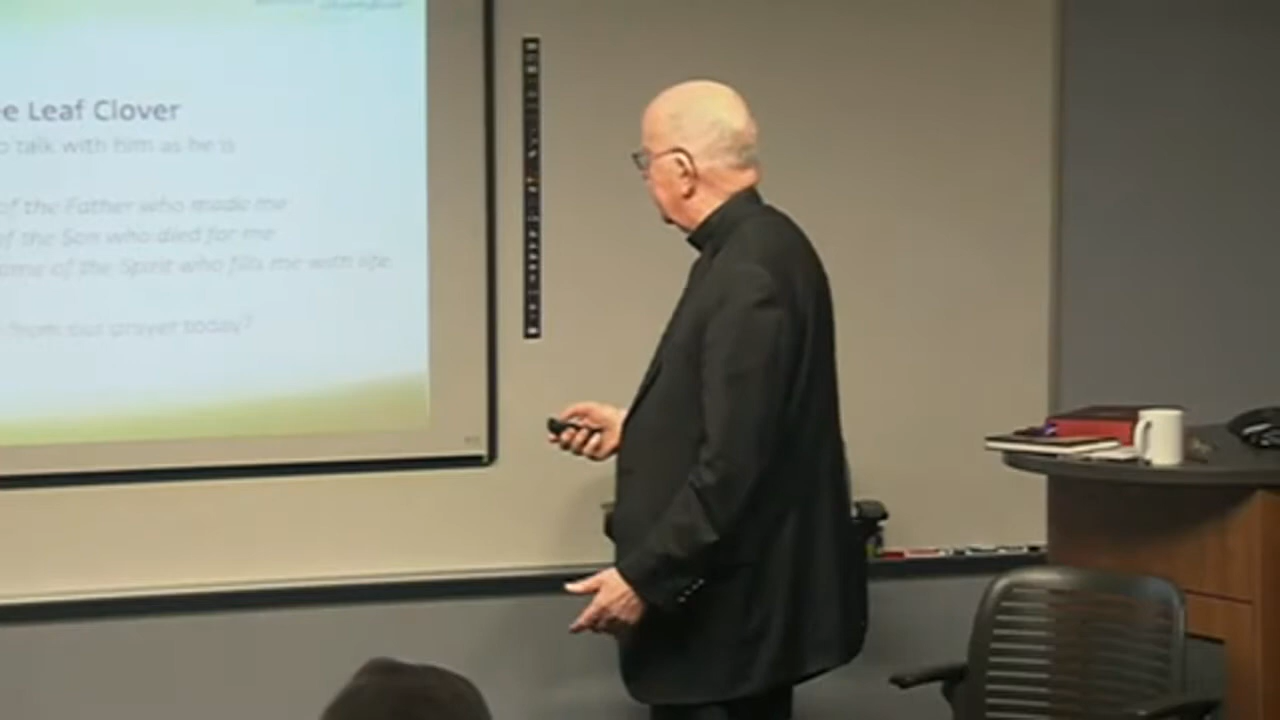 e Leaf Clover
o talk with him as he is
of the Father who made me
of the Son who died for me
ame of the Spirit who fills me with life
from our prayer today?